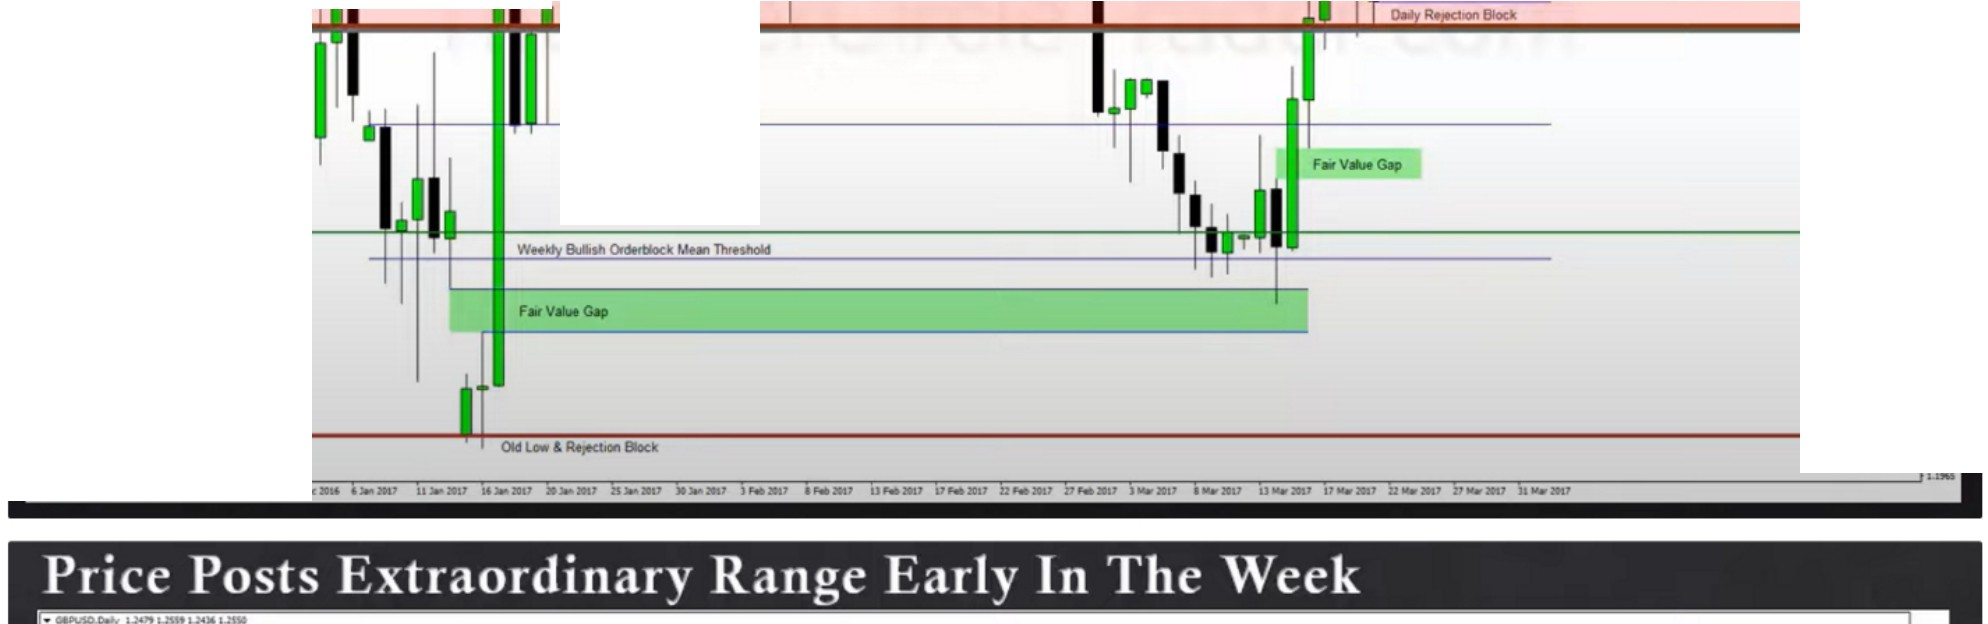 Daily Rejection Block
Fair Value Gap
Weekly Bullish Orderblock Mean Threshold
Fair Value Gap
Old Low & Rejection Block
c 2016 6 Jan 2017 11 Jan 2017 16 Jan 2017 20 Jan 2017 25 Jan 2017 30 Jan 2017 3 Feb 2017 8 Feb 2017 13 Feb 2017 17 Feb 2017 22 Feb 2017 27 Feb 2017 3 Mar 2017 8 Mar 2017 13 Mar 2017 17 Mar 2017 22 Mar 2017 27 Mar 2017 31 Mar 2017
1.1965
Price Posts Extraordinary Range Early In The Week
GBPUSD,Daily 1.2479 1.2559 1.2436 1.2550